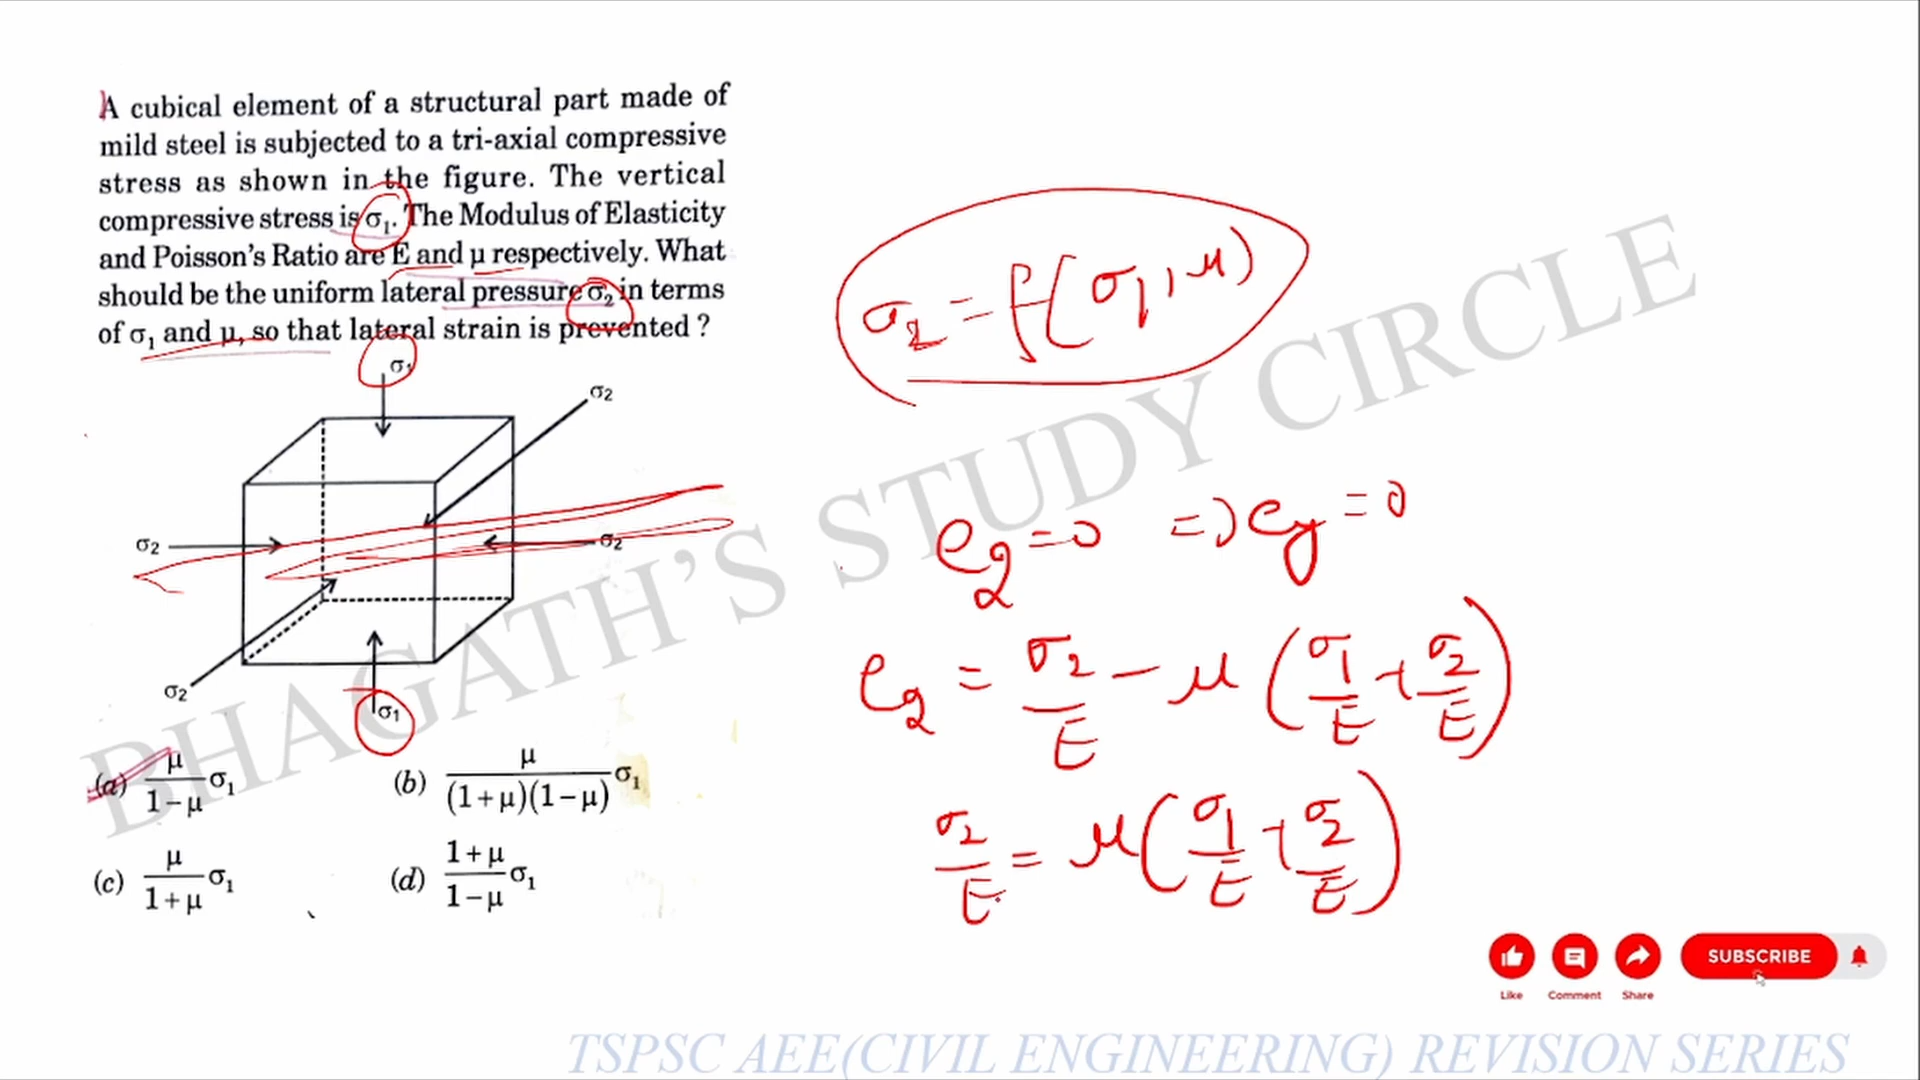 A cubical element of a structural part made of
mild steel is subjected to a tri-axial compressive
stress as shown in the figure. The vertical
compressive stress is σ₁. The Modulus of Elasticity
and Poisson's Ratio are E and μ respectively. What
should be the uniform lateral pressure σ₂ in terms
of σ₁ and μ, so that lateral strain is prevented ?
σ₁
σ₂
σ₂
σ₂
σ₂
σ₁
(a) μ/(1−μ) σ₁
(b) μ/((1+μ)(1−μ)) σ₁
(c) μ/(1+μ) σ₁
(d) (1+μ)/(1−μ) σ₁
σ₂ = f(σ₁, μ)
e₂ = 0 ⇒ e_y = 0
e₂ = σ₂/E − μ(σ₁/E + σ₂/E)
σ₂/E = μ(σ₁/E + σ₂/E)
BHAGATH'S STUDY CIRCLE
Like
Comment
Share
SUBSCRIBE
TSPSC AEE(CIVIL ENGINEERING) REVISION SERIES